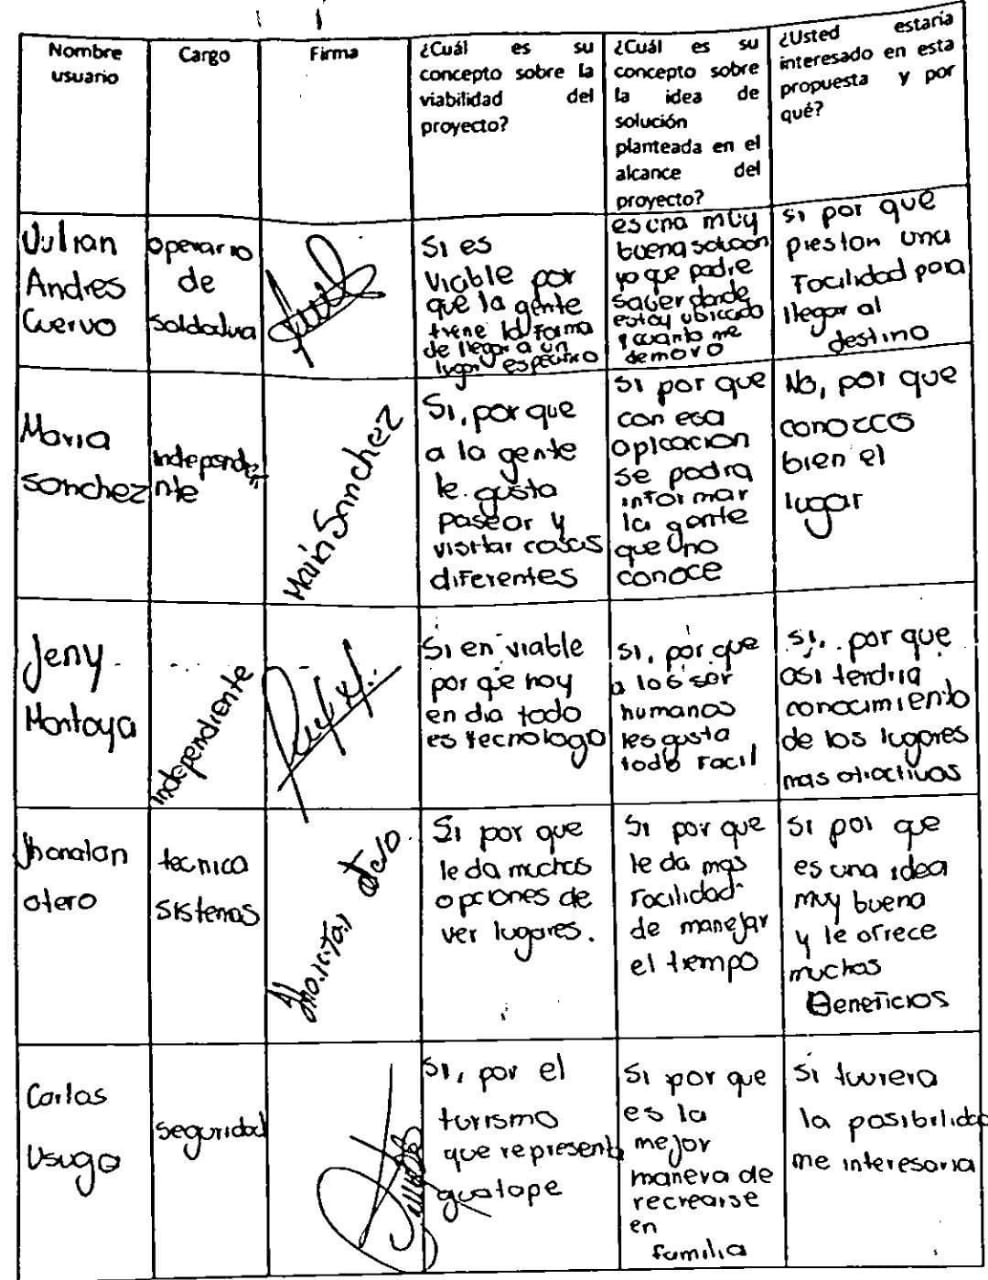 Nombre usuario
Cargo
Firma
¿Cuál es su
concepto sobre la
viabilidad del
proyecto?
¿Cuál es su
concepto sobre
la idea de
solución
planteada en el
alcance del
proyecto?
¿Usted estaría
interesado en esta
propuesta y por
qué?
Julian
Andres
Cuervo
operario
de
soldadura
Si es
viable por
que la gente
tiene la forma
de llegar a un
lugar especifico
es una muy
buena solucion
ya que podre
saber donde
estoy ubicado
y cuanto me
demoro
si por que
prestan una
facilidad para
llegar al
destino
Maria
Sanchez
independie
nte
Maria Sanchez
Si, por que
a la gente
le gusta
pasear y
visitar cosas
diferentes
si por que
con esa
aplicacion
se podra
informar
la gente
que uno
conoce
No, por que
conozco
bien el
lugar
Jeny
Montoya
independiente
Si en viable
por que hoy
en dia todo
es tecnologo
si, por que
a los ser
humanos
les gusta
todo facil
si, por que
asi tendria
conocimiento
de los lugares
mas atractivos
Jhonatan
otero
tecnica
sistemas
Si por que
le da muchas
opciones de
ver lugares.
Si por que
le da mas
facilidad
de manejar
el tiempo
si por que
es una idea
muy buena
y le ofrece
muchos
Beneficios
Carlos
Usuga
seguridad
Si, por el
turismo
que representa
guatape
Si por que
es la
mejor
manera de
recrearse
en
familia
Si tuviera
la posibilidad
me interesaria